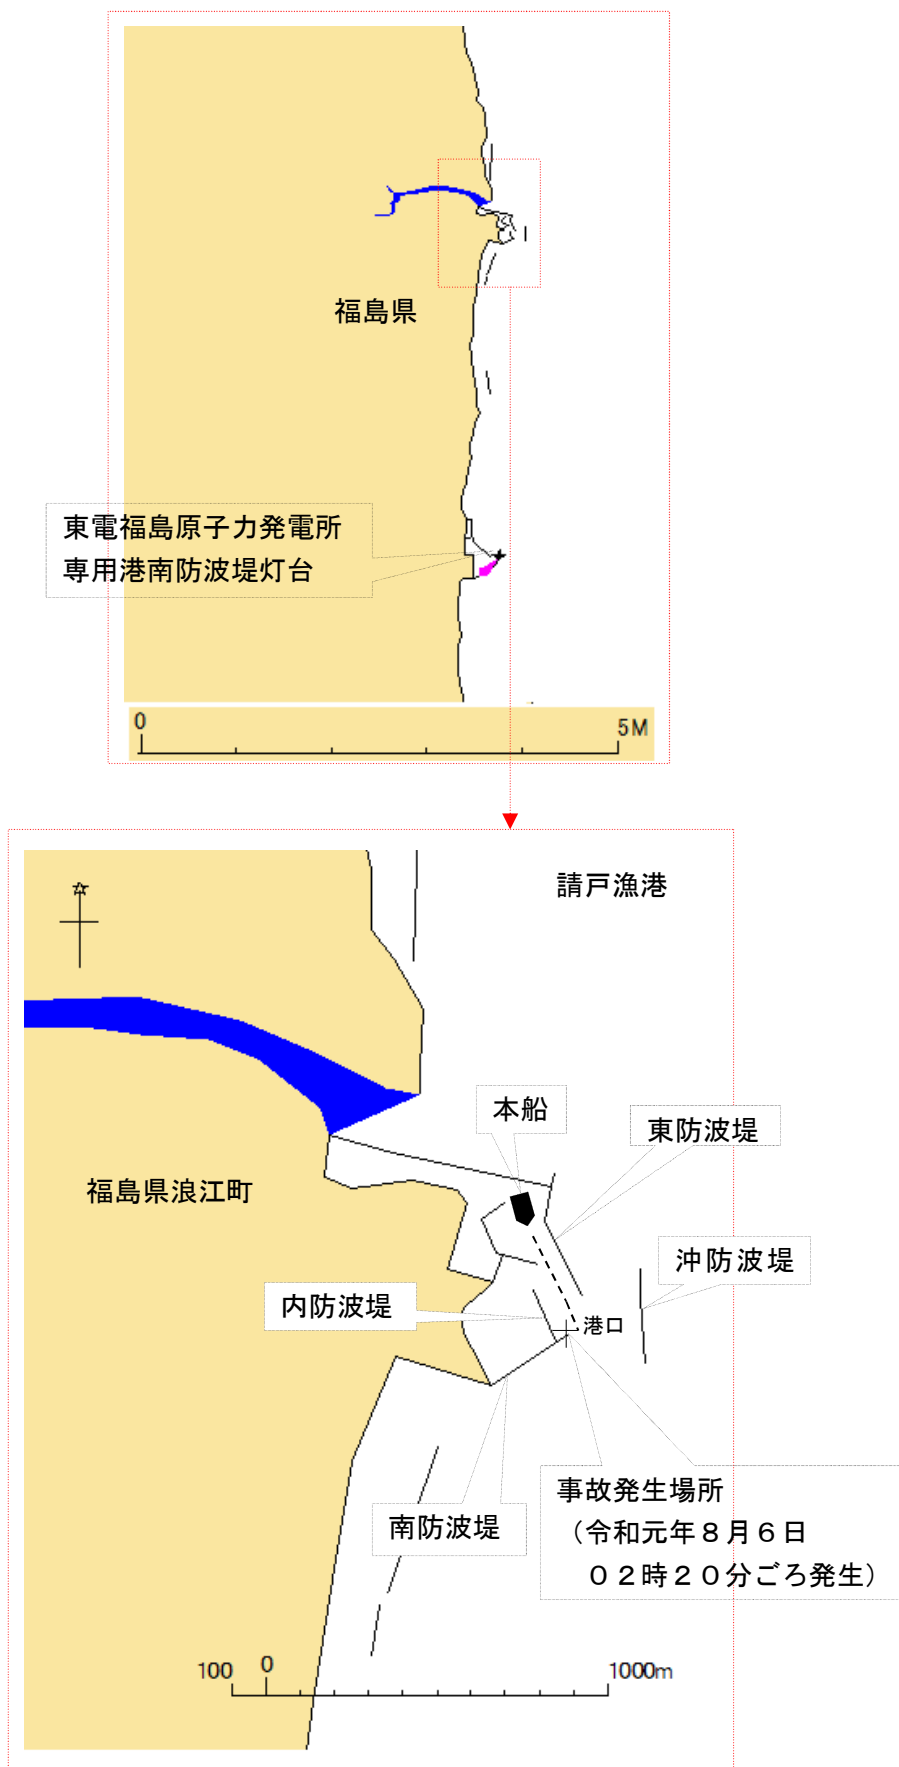 福島県
東電福島原子力発電所
専用港南防波堤灯台
0
5M
請戸漁港
本船
東防波堤
福島県浪江町
沖防波堤
内防波堤
港口
事故発生場所
（令和元年８月６日
０２時２０分ごろ発生）
南防波堤
100 0 1000m